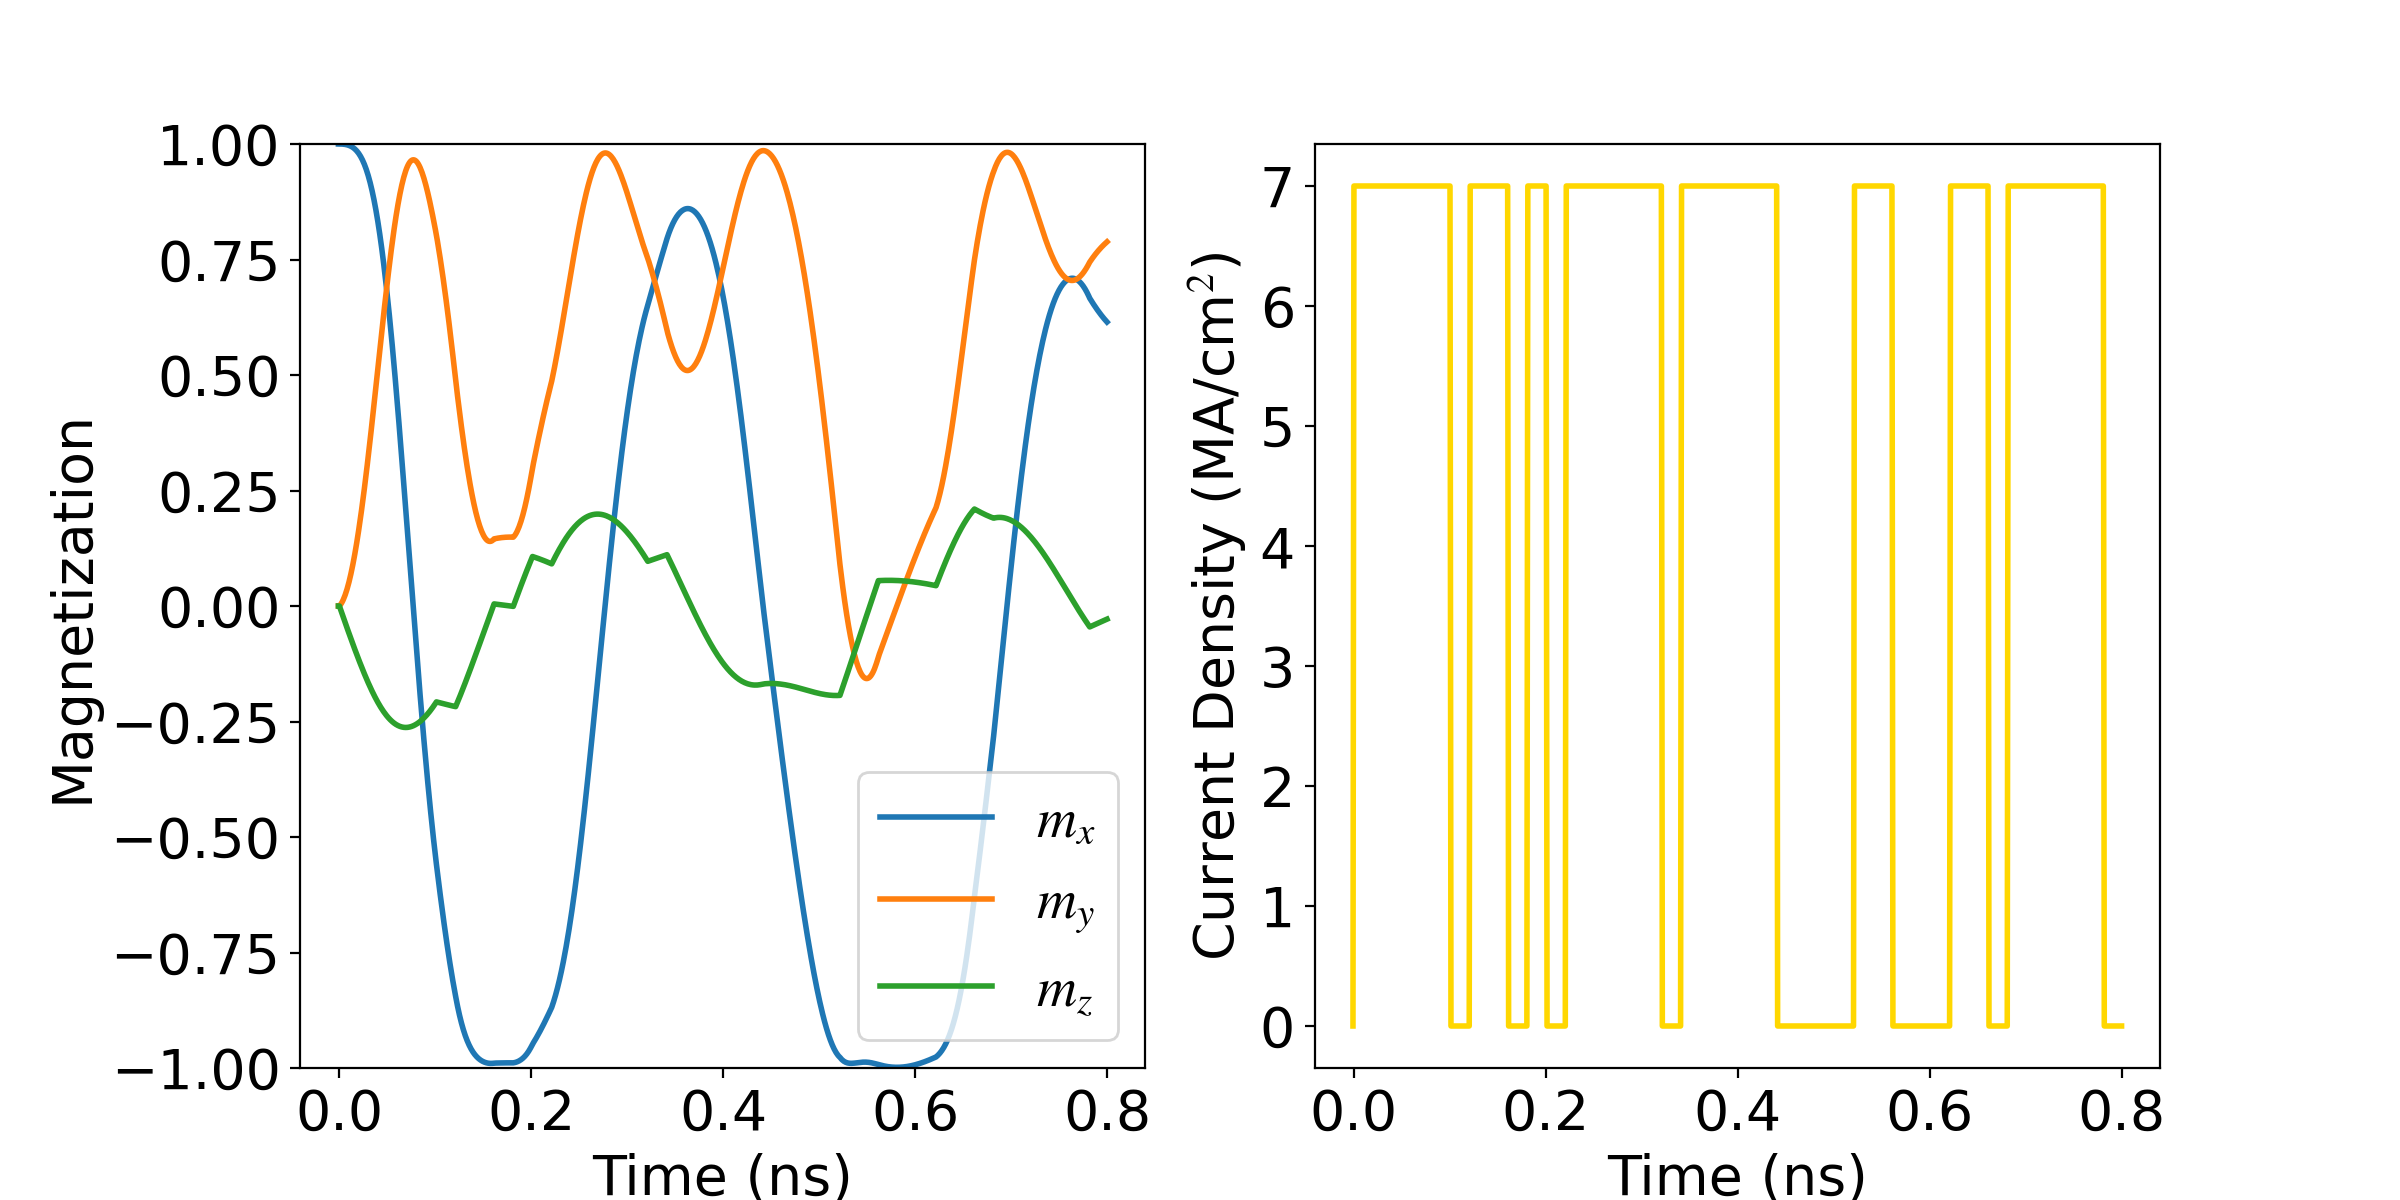 Magnetization
1.00
0.75
0.50
0.25
0.00
−0.25
−0.50
−0.75
−1.00
0.0 0.2 0.4 0.6 0.8
Time (ns)
m_x
m_y
m_z
Current Density (MA/cm²)
7
6
5
4
3
2
1
0
0.0 0.2 0.4 0.6 0.8
Time (ns)